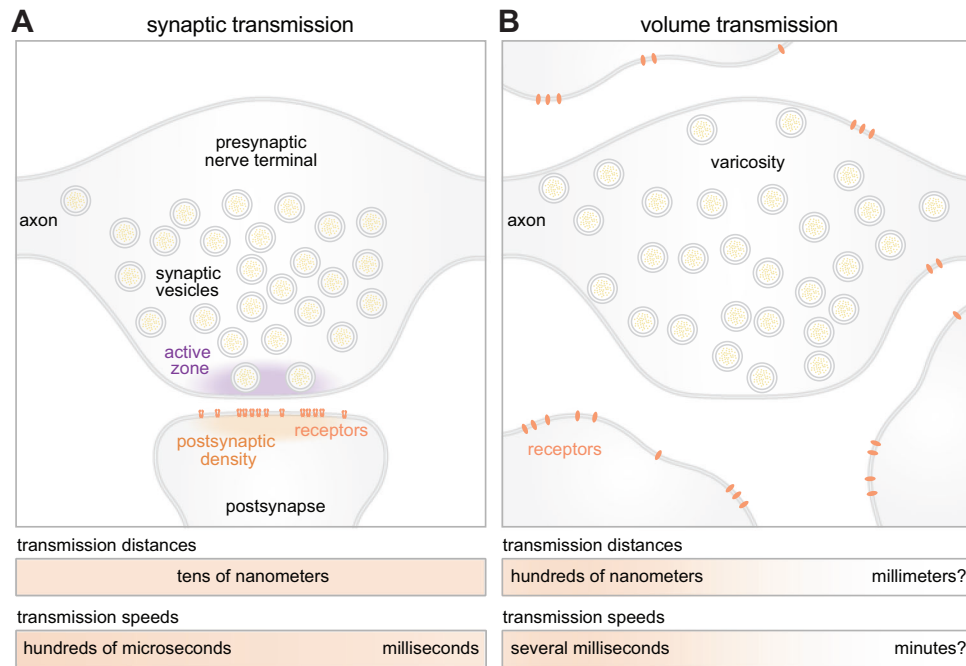 A
synaptic transmission
presynaptic
nerve terminal
axon
synaptic
vesicles
active
zone
receptors
postsynaptic
density
postsynapse
transmission distances
tens of nanometers
transmission speeds
hundreds of microseconds
milliseconds
B
volume transmission
varicosity
axon
receptors
transmission distances
hundreds of nanometers
millimeters?
transmission speeds
several milliseconds
minutes?